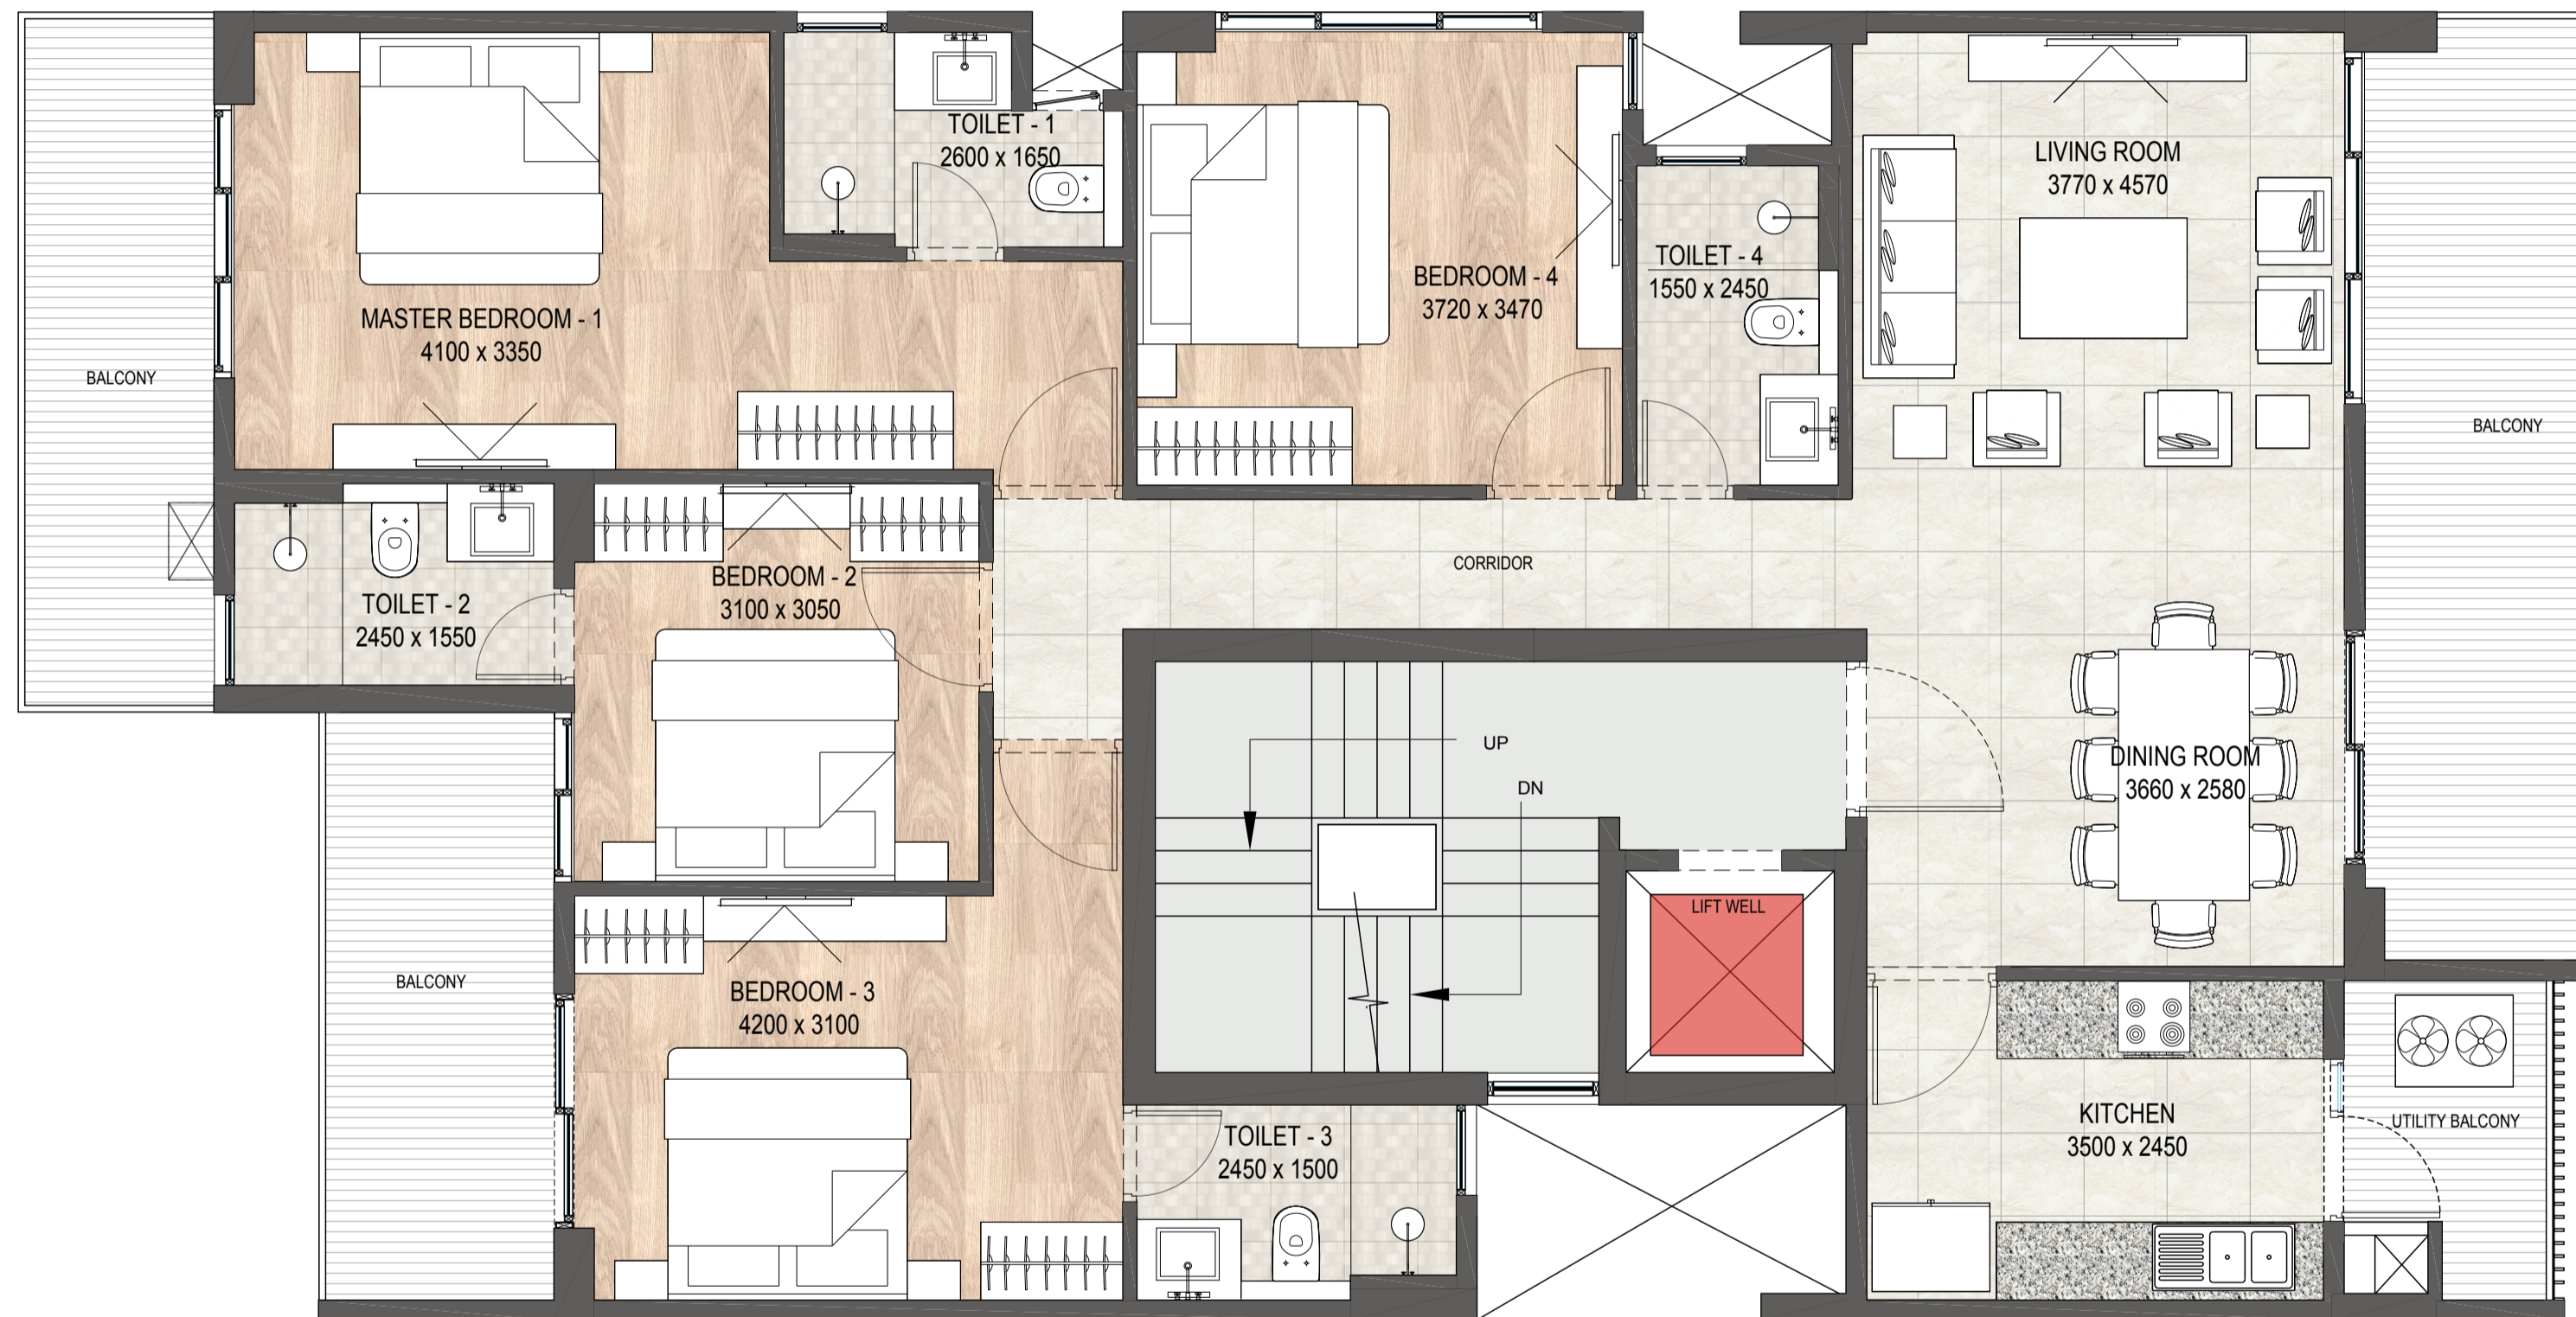 TOILET - 1
2600 x 1650
LIVING ROOM
3770 x 4570
TOILET - 4
1550 x 2450
BEDROOM - 4
3720 x 3470
MASTER BEDROOM - 1
4100 x 3350
BALCONY
BALCONY
CORRIDOR
BEDROOM - 2
3100 x 3050
TOILET - 2
2450 x 1550
UP
DN
DINING ROOM
3660 x 2580
LIFT WELL
BALCONY
BEDROOM - 3
4200 x 3100
KITCHEN
3500 x 2450
UTILITY BALCONY
TOILET - 3
2450 x 1500